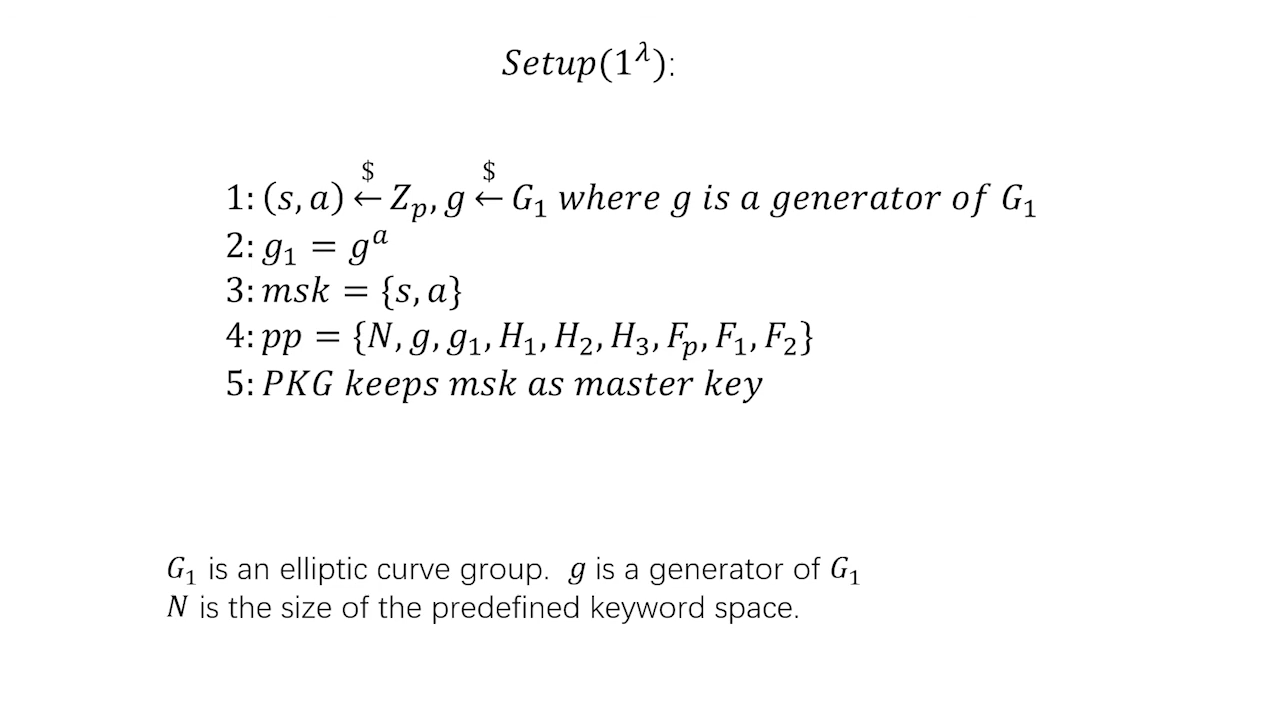 Setup(1^λ):
1: (s, a) $← Z_p, g $← G_1 where g is a generator of G_1
2: g_1 = g^a
3: msk = {s, a}
4: pp = {N, g, g_1, H_1, H_2, H_3, F_p, F_1, F_2}
5: PKG keeps msk as master key
G_1 is an elliptic curve group. g is a generator of G_1
N is the size of the predefined keyword space.